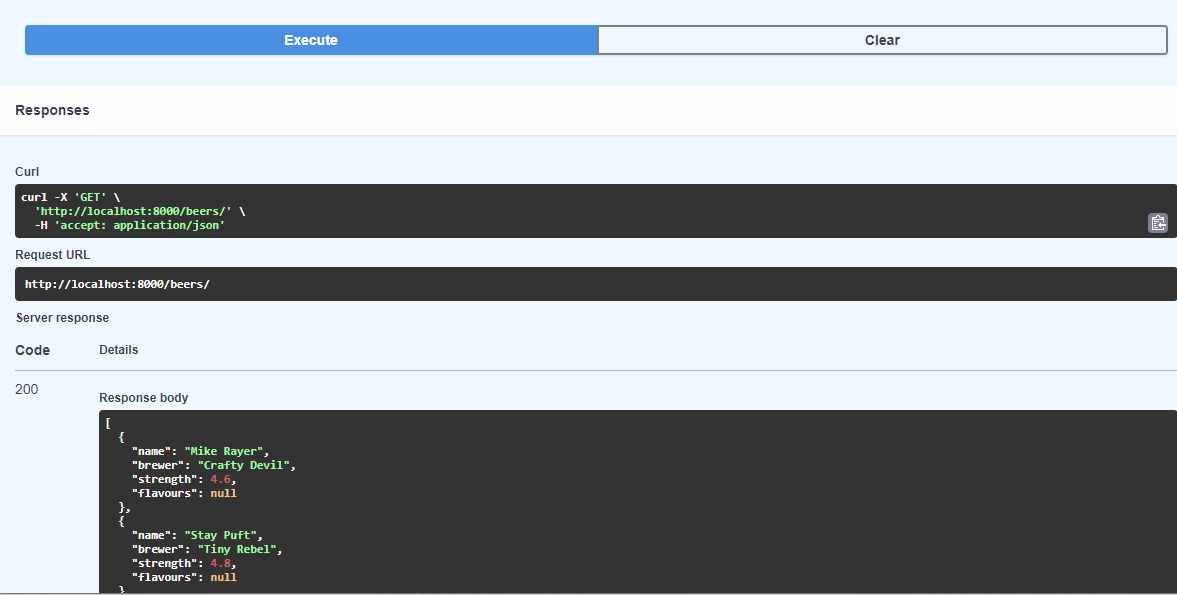 Execute Clear
Responses
Curl
curl -X 'GET' \
  'http://localhost:8000/beers/' \
  -H 'accept: application/json'
Request URL
http://localhost:8000/beers/
Server response
Code Details
200
Response body
[
  {
    "name": "Mike Rayer",
    "brewer": "Crafty Devil",
    "strength": 4.6,
    "flavours": null
  },
  {
    "name": "Stay Puft",
    "brewer": "Tiny Rebel",
    "strength": 4.8,
    "flavours": null
  }